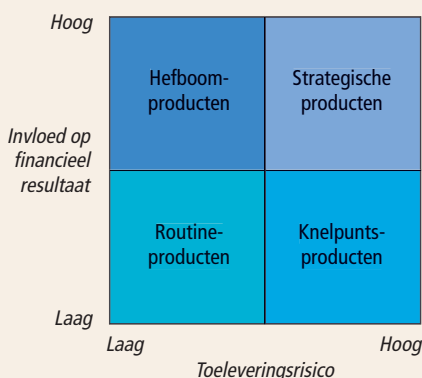 Hoog
Hefboom-
producten
Strategische
producten
Invloed op
financieel
resultaat
Routine-
producten
Knelpunts-
producten
Laag
Laag
Hoog
Toeleveringsrisico